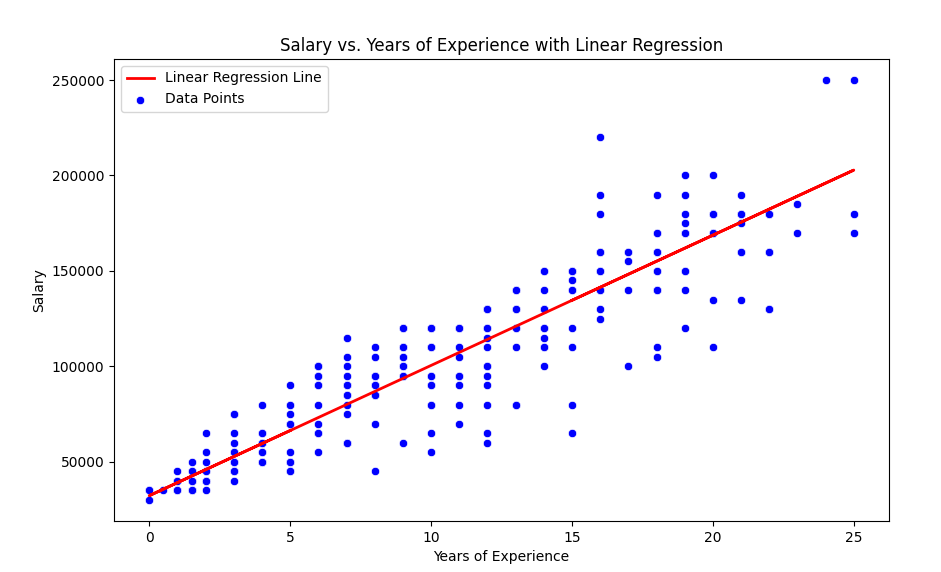 Salary vs. Years of Experience with Linear Regression
Linear Regression Line
Data Points
250000
200000
150000
100000
50000
Salary
0 5 10 15 20 25
Years of Experience